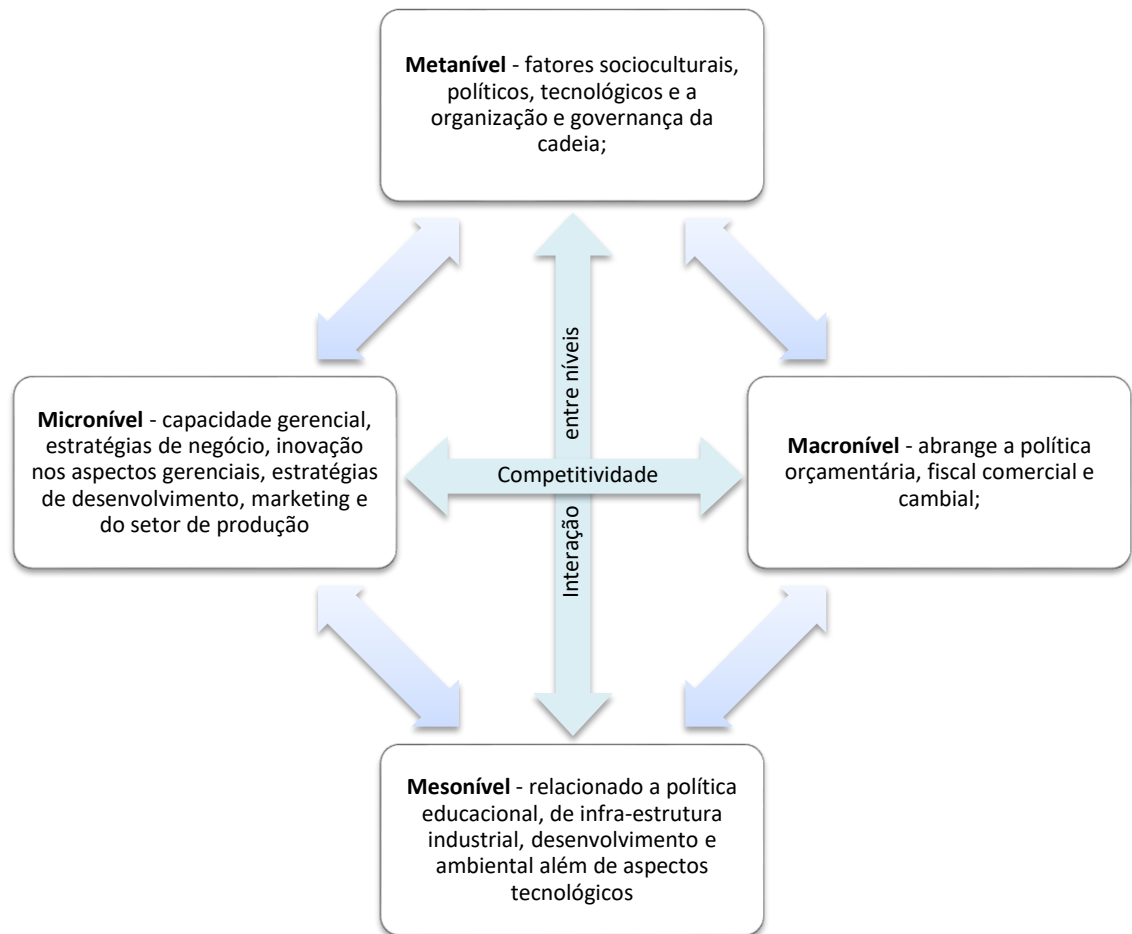 Metanível - fatores socioculturais,
políticos, tecnológicos e a
organização e governança da
cadeia;
Micronível - capacidade gerencial,
estratégias de negócio, inovação
nos aspectos gerenciais, estratégias
de desenvolvimento, marketing e
do setor de produção
Interação entre níveis
Competitividade
Macronível - abrange a política
orçamentária, fiscal comercial e
cambial;
Mesonível - relacionado a política
educacional, de infra-estrutura
industrial, desenvolvimento e
ambiental além de aspectos
tecnológicos